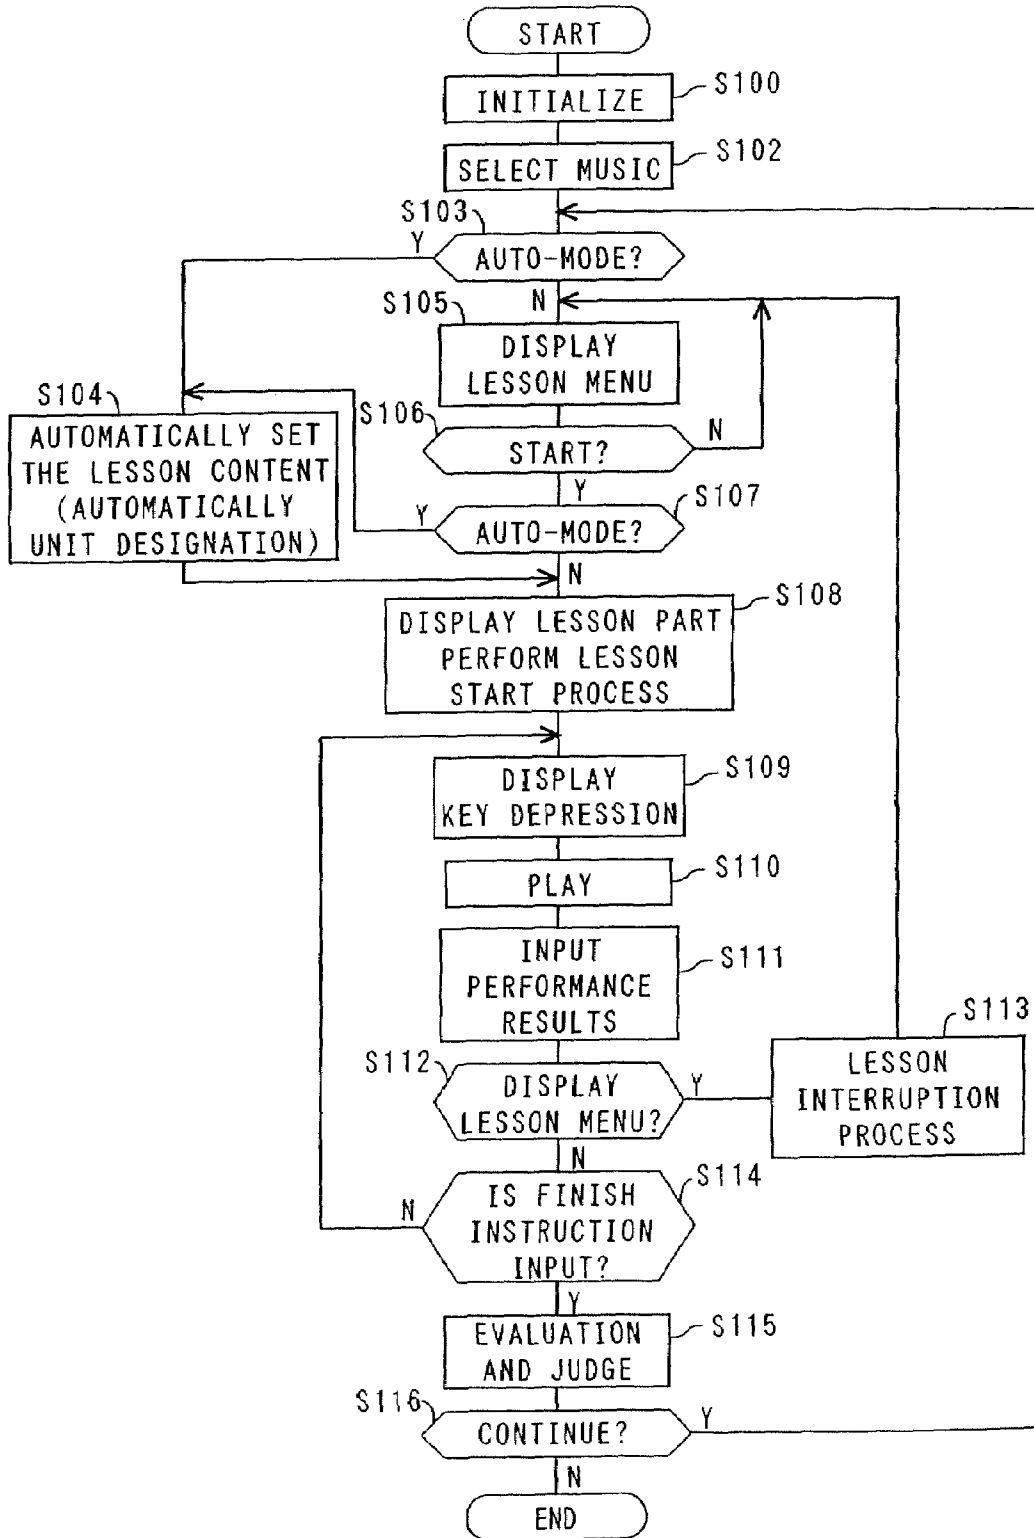 START
INITIALIZE
S100
SELECT MUSIC
S102
S103
Y
AUTO-MODE?
N
S105
DISPLAY
LESSON MENU
S104
AUTOMATICALLY SET
THE LESSON CONTENT
(AUTOMATICALLY
UNIT DESIGNATION)
S106
START?
N
Y
S107
Y
AUTO-MODE?
N
S108
DISPLAY LESSON PART
PERFORM LESSON
START PROCESS
DISPLAY
KEY DEPRESSION
S109
PLAY
S110
INPUT
PERFORMANCE
RESULTS
S111
S112
DISPLAY
LESSON MENU?
Y
S113
LESSON
INTERRUPTION
PROCESS
N
S114
N
IS FINISH
INSTRUCTION
INPUT?
Y
EVALUATION
AND JUDGE
S115
S116
CONTINUE?
Y
N
END